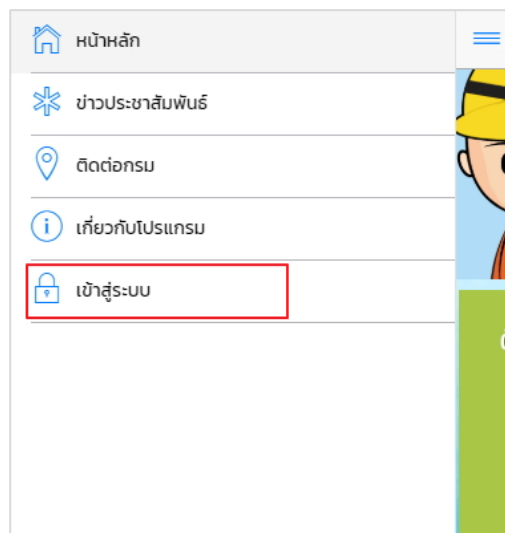 หน้าหลัก
ข่าวประชาสัมพันธ์
ติดต่อกรม
เกี่ยวกับโปรแกรม
เข้าสู่ระบบ